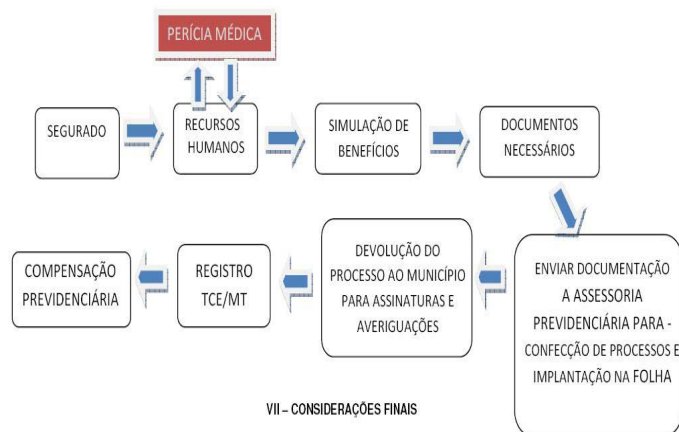 PERÍCIA MÉDICA
SEGURADO
RECURSOS
HUMANOS
SIMULAÇÃO DE
BENEFÍCIOS
DOCUMENTOS
NECESSÁRIOS
ENVIAR DOCUMENTAÇÃO
A ASSESSORIA
PREVIDENCIÁRIA PARA -
CONFECÇÃO DE PROCESSOS E
IMPLANTAÇÃO NA FOLHA
DEVOLUÇÃO DO
PROCESSO AO MUNICÍPIO
PARA ASSINATURAS E
AVERIGUAÇÕES
REGISTRO
TCE/MT
COMPENSAÇÃO
PREVIDENCIÁRIA
VII – CONSIDERAÇÕES FINAIS